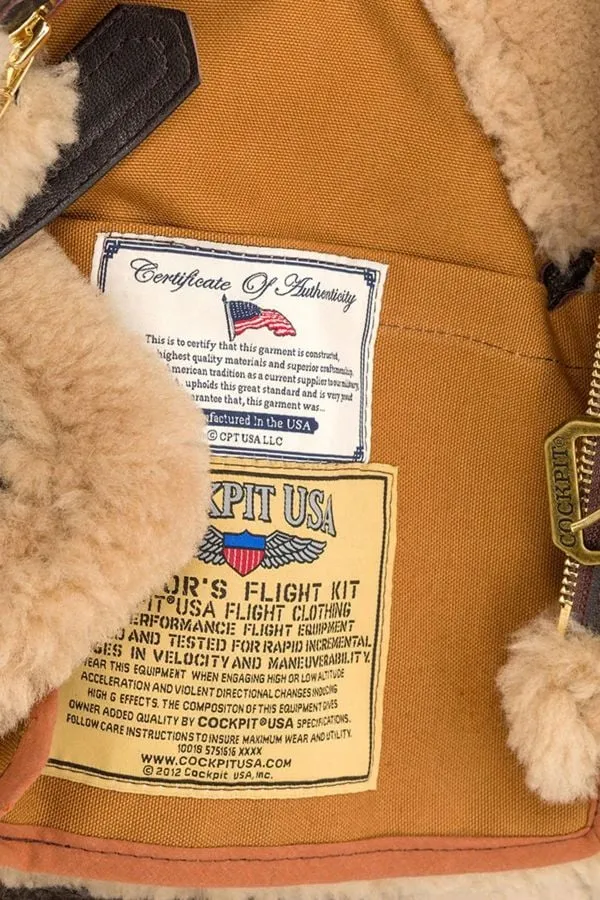 Certificate Of Authenticity
This is to certify that this garment is constructed,
highest quality materials and superior craftsmanship.
American tradition as a current supplier to our military,
A. upholds this great standard and is very proud
guarantee that, this garment was...
ufactured In the USA
© CPT USA LLC
KPIT USA
OR'S FLIGHT KIT
PIT®USA FLIGHT CLOTHING
PERFORMANCE FLIGHT EQUIPMENT
D AND TESTED FOR RAPID INCREMENTAL
GES IN VELOCITY AND MANEUVERABILITY.
WEAR THIS EQUIPMENT WHEN ENGAGING HIGH OR LOW ALTITUDE
ACCELERATION AND VIOLENT DIRECTIONAL CHANGES INDUCING
HIGH G EFFECTS. THE COMPOSITON OF THIS EQUIPMENT GIVES
OWNER ADDED QUALITY BY COCKPIT®USA SPECIFICATIONS.
FOLLOW CARE INSTRUCTIONS TO INSURE MAXIMUM WEAR AND UTILITY.
10018 5751616 XXXX
WWW.COCKPITUSA.COM
© 2012 Cockpit USA, Inc.
COCKPIT®